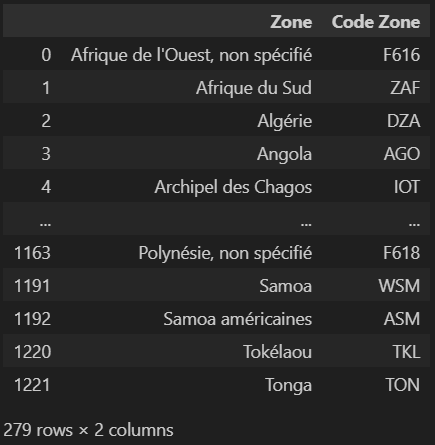 Zone Code Zone
0 Afrique de l'Ouest, non spécifié F616
1 Afrique du Sud ZAF
2 Algérie DZA
3 Angola AGO
4 Archipel des Chagos IOT
... ... ...
1163 Polynésie, non spécifié F618
1191 Samoa WSM
1192 Samoa américaines ASM
1220 Tokélaou TKL
1221 Tonga TON
279 rows × 2 columns